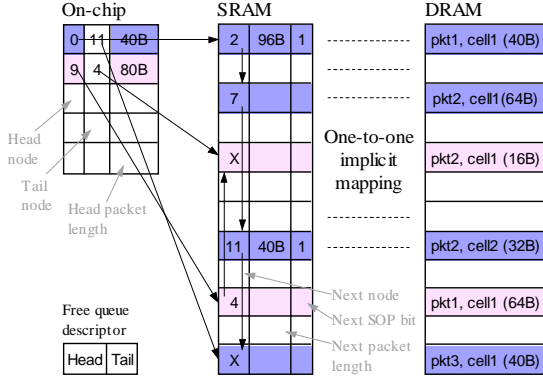 On-chip SRAM DRAM
0 11 40B 2 96B 1 pkt1, cell1 (40B)
9 4 80B
7 pkt2, cell1(64B)
Head
node
One-to-one
implicit
mapping
X pkt2, cell1 (16B)
Tail
node
Head packet
length
11 40B 1 pkt2, cell2 (32B)
Next node
4 pkt1, cell1 (64B)
Next SOP bit
Free queue
descriptor
Next packet
length
Head Tail X pkt3, cell1 (40B)